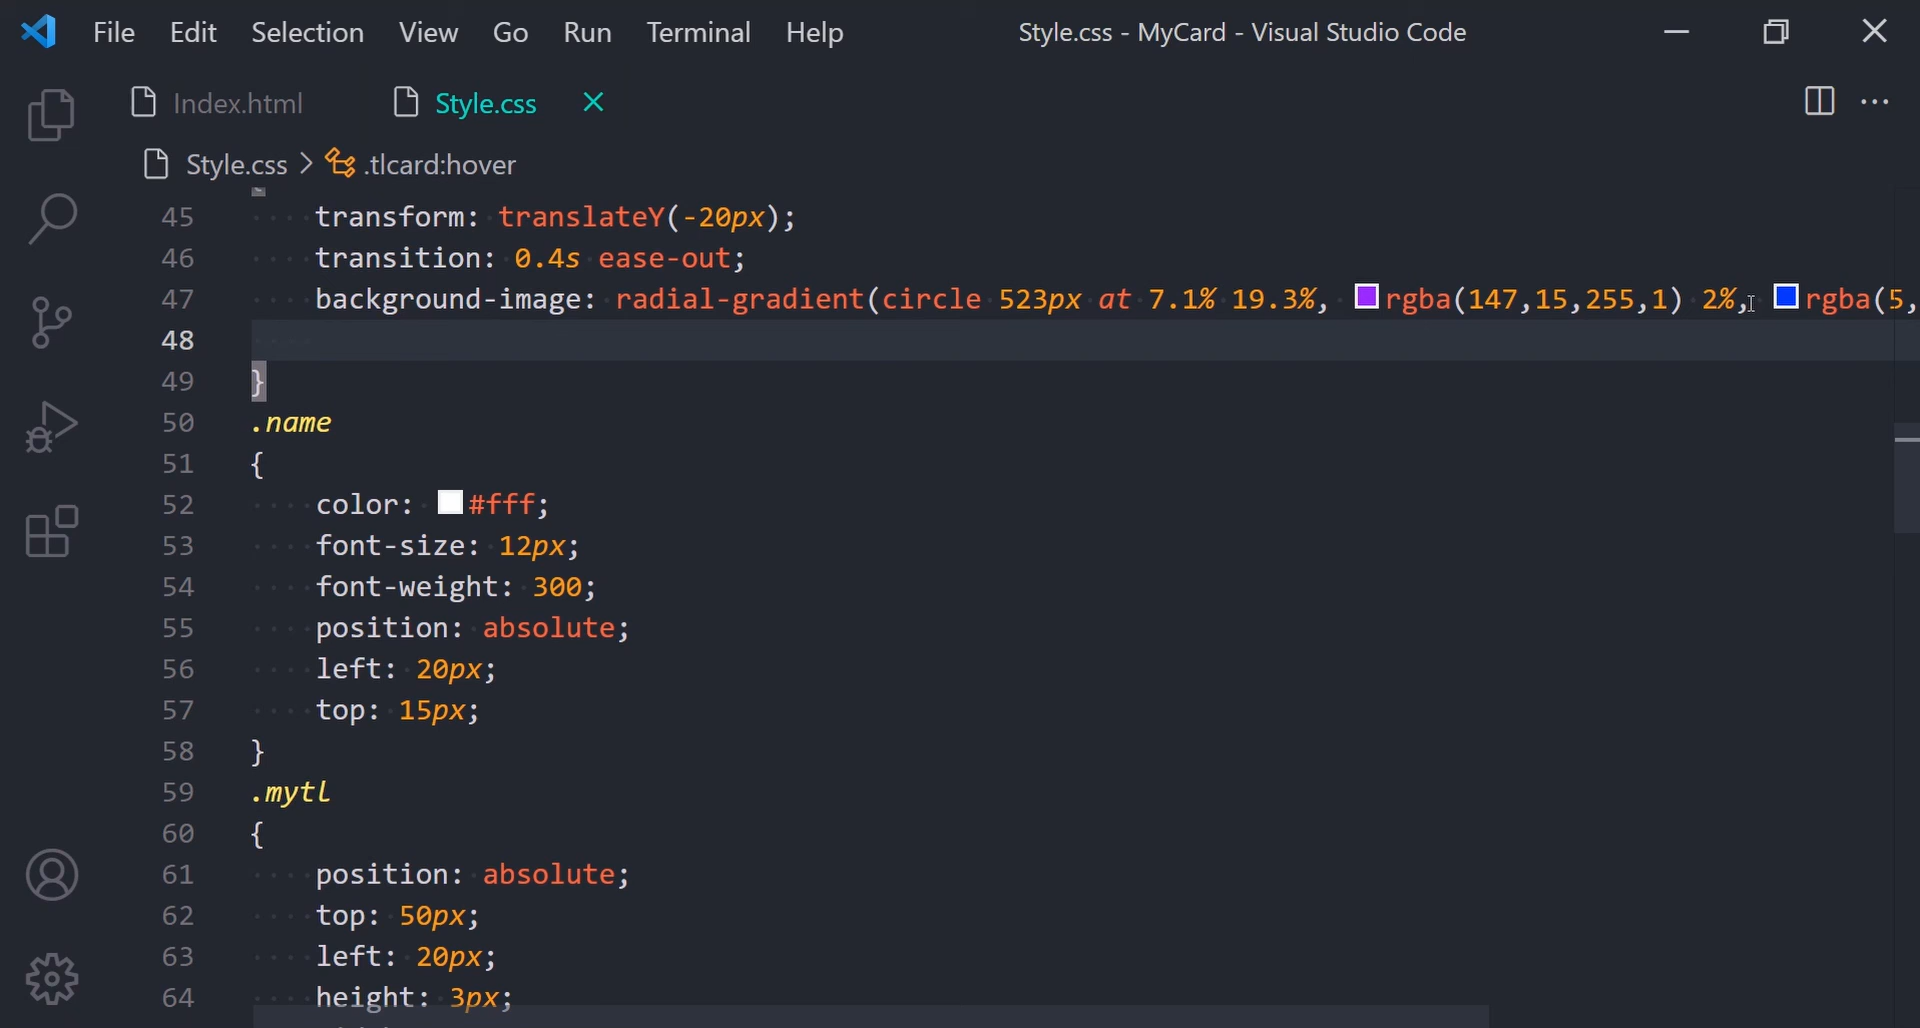 File Edit Selection View Go Run Terminal Help Style.css - MyCard - Visual Studio Code
Index.html Style.css
Style.css > .tlcard:hover
45 transform: translateY(-20px);
46 transition: 0.4s ease-out;
47 background-image: radial-gradient(circle 523px at 7.1% 19.3%, rgba(147,15,255,1) 2%, rgba(5,
48
49 }
50 .name
51 {
52 color: #fff;
53 font-size: 12px;
54 font-weight: 300;
55 position: absolute;
56 left: 20px;
57 top: 15px;
58 }
59 .mytl
60 {
61 position: absolute;
62 top: 50px;
63 left: 20px;
64 height: 3px;